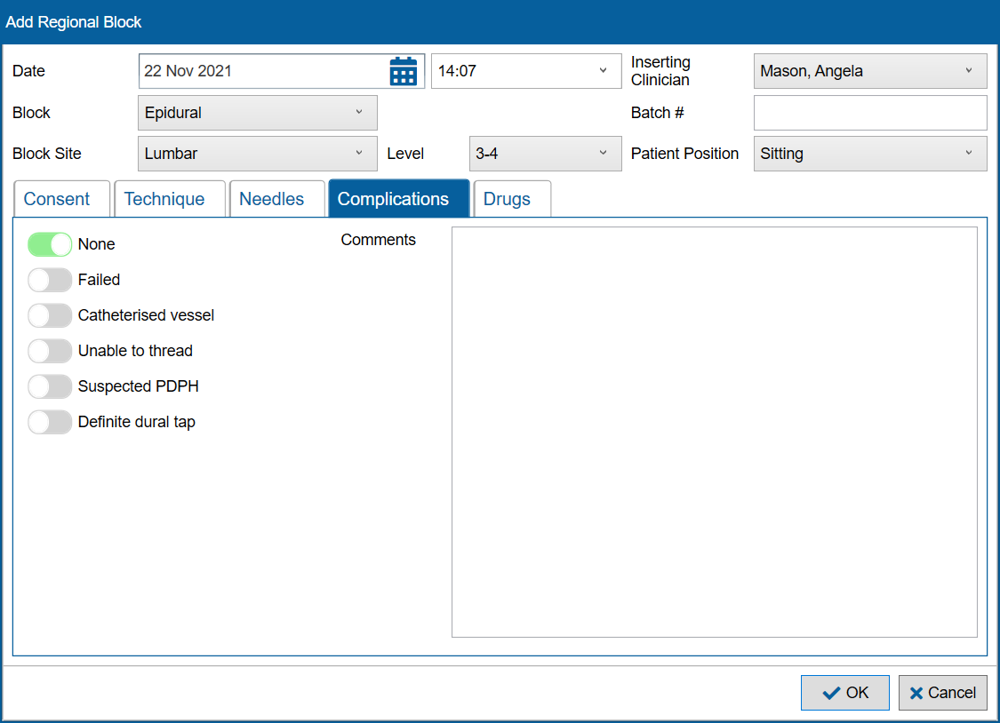 Add Regional Block
Date 22 Nov 2021 14:07 Inserting Clinician Mason, Angela
Block Epidural Batch #
Block Site Lumbar Level 3-4 Patient Position Sitting
Consent Technique Needles Complications Drugs
None Comments
Failed
Catheterised vessel
Unable to thread
Suspected PDPH
Definite dural tap
OK Cancel